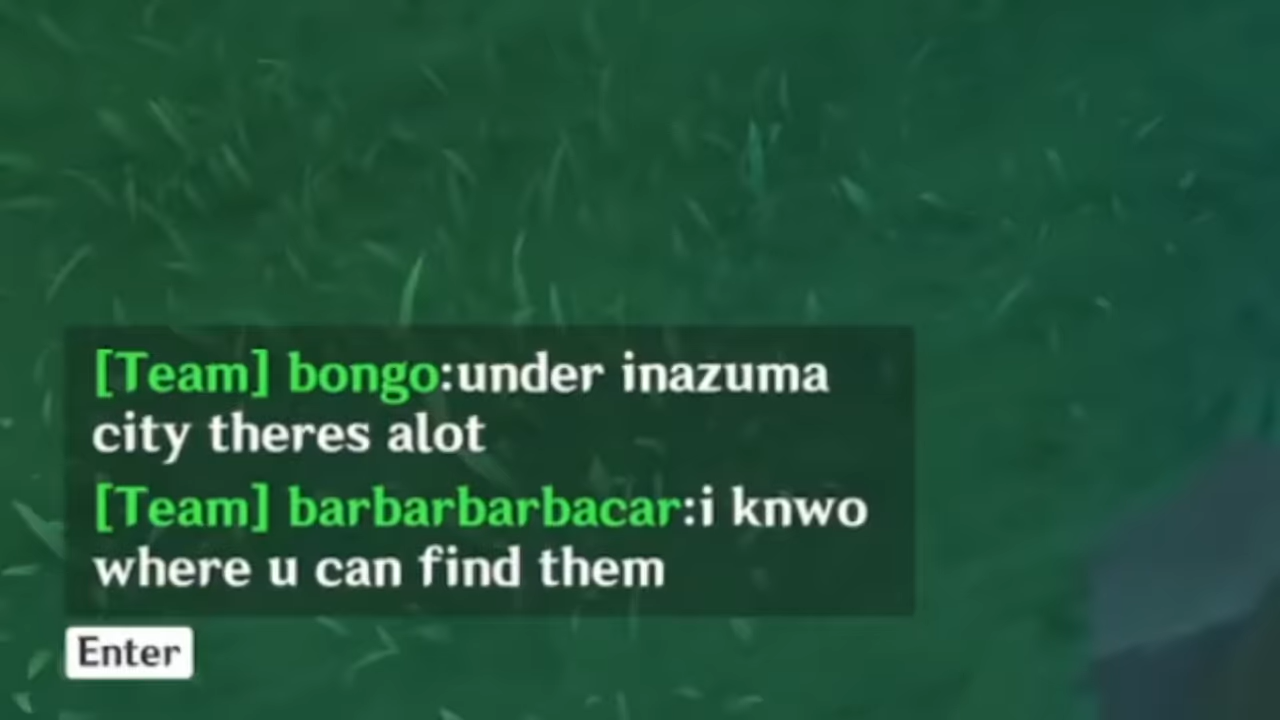 [Team] bongo:under inazuma
city theres alot
[Team] barbarbarbacar:i knwo
where u can find them
Enter